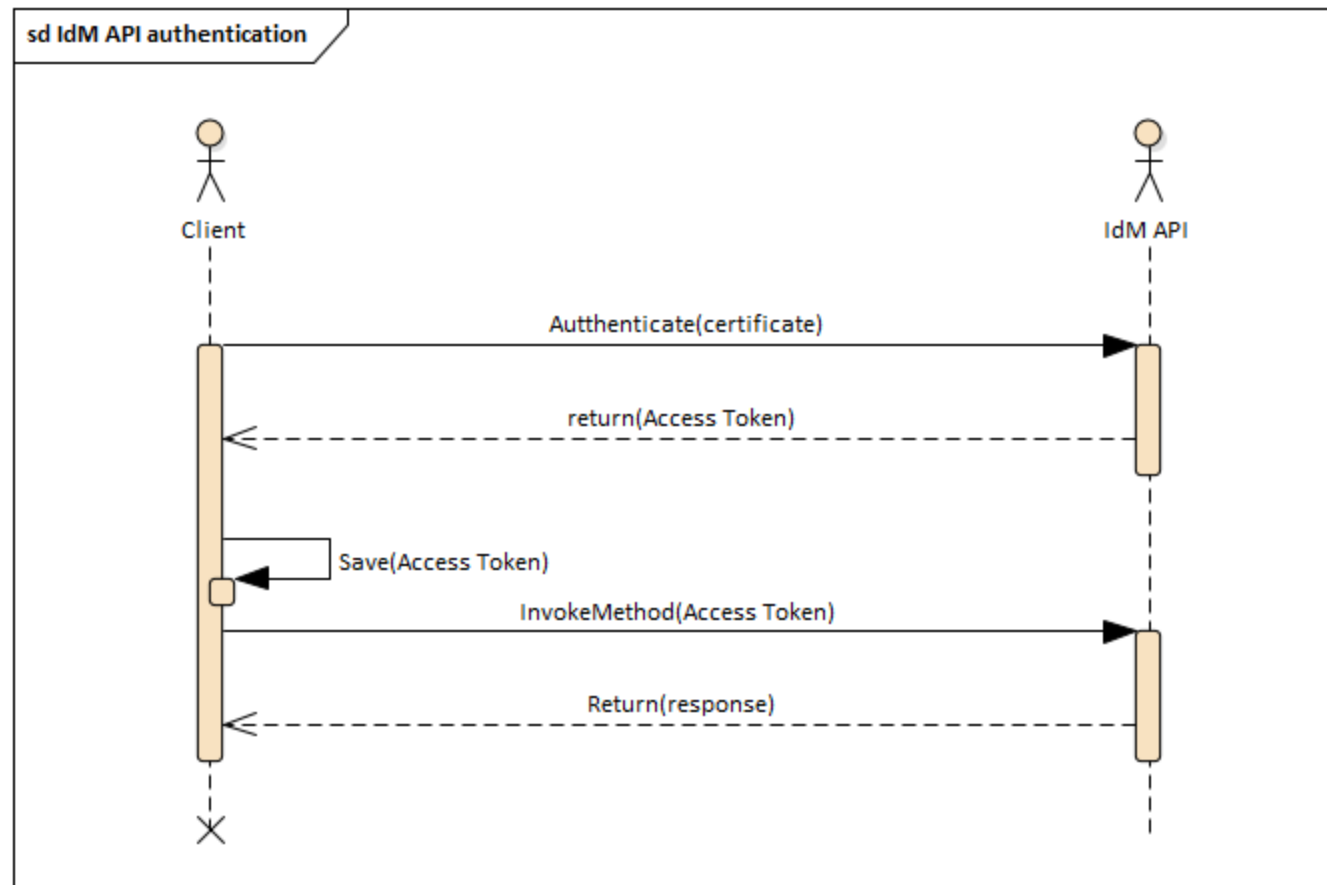 sd IdM API authentication
Client
IdM API
Autthenticate(certificate)
return(Access Token)
Save(Access Token)
InvokeMethod(Access Token)
Return(response)